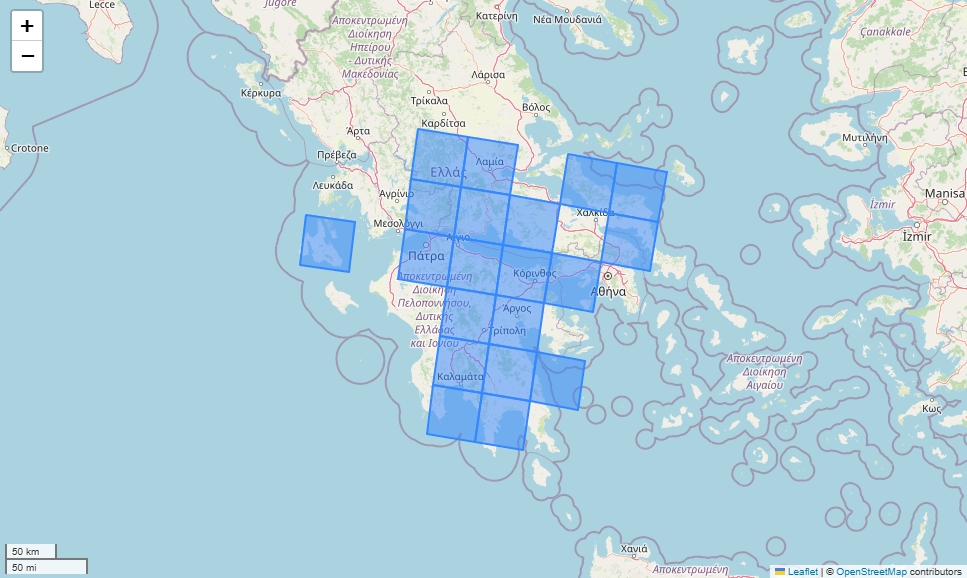 Lecce
Jugorë
Κατερίνη
Νέα Μουδανιά
Çanakkale
+
−
Αποκεντρωμένη
Διοίκηση
Ηπείρου
- Δυτικής
Μακεδονίας
Λάρισα
Κέρκυρα
Τρίκαλα
Βόλος
Καρδίτσα
Άρτα
Μυτιλήνη
Crotone
Πρέβεζα
Λαμία
Ελλάς
Λευκάδα
Αγρίνιο
Manisa
İzmir
Μεσολόγγι
Χαλκίδα
Αίγιο
İzmir
Πάτρα
Κόρινθος
Αθήνα
Αποκεντρωμένη
Διοίκηση
Πελοποννήσου,
Δυτικής
Ελλάδας
και Ιονίου
Άργος
Τρίπολη
Αποκεντρωμένη
Διοίκηση
Αιγαίου
Καλαμάτα
Κως
50 km
50 mi
Χανιά
Αποκεντρωμένη
Leaflet | © OpenStreetMap contributors